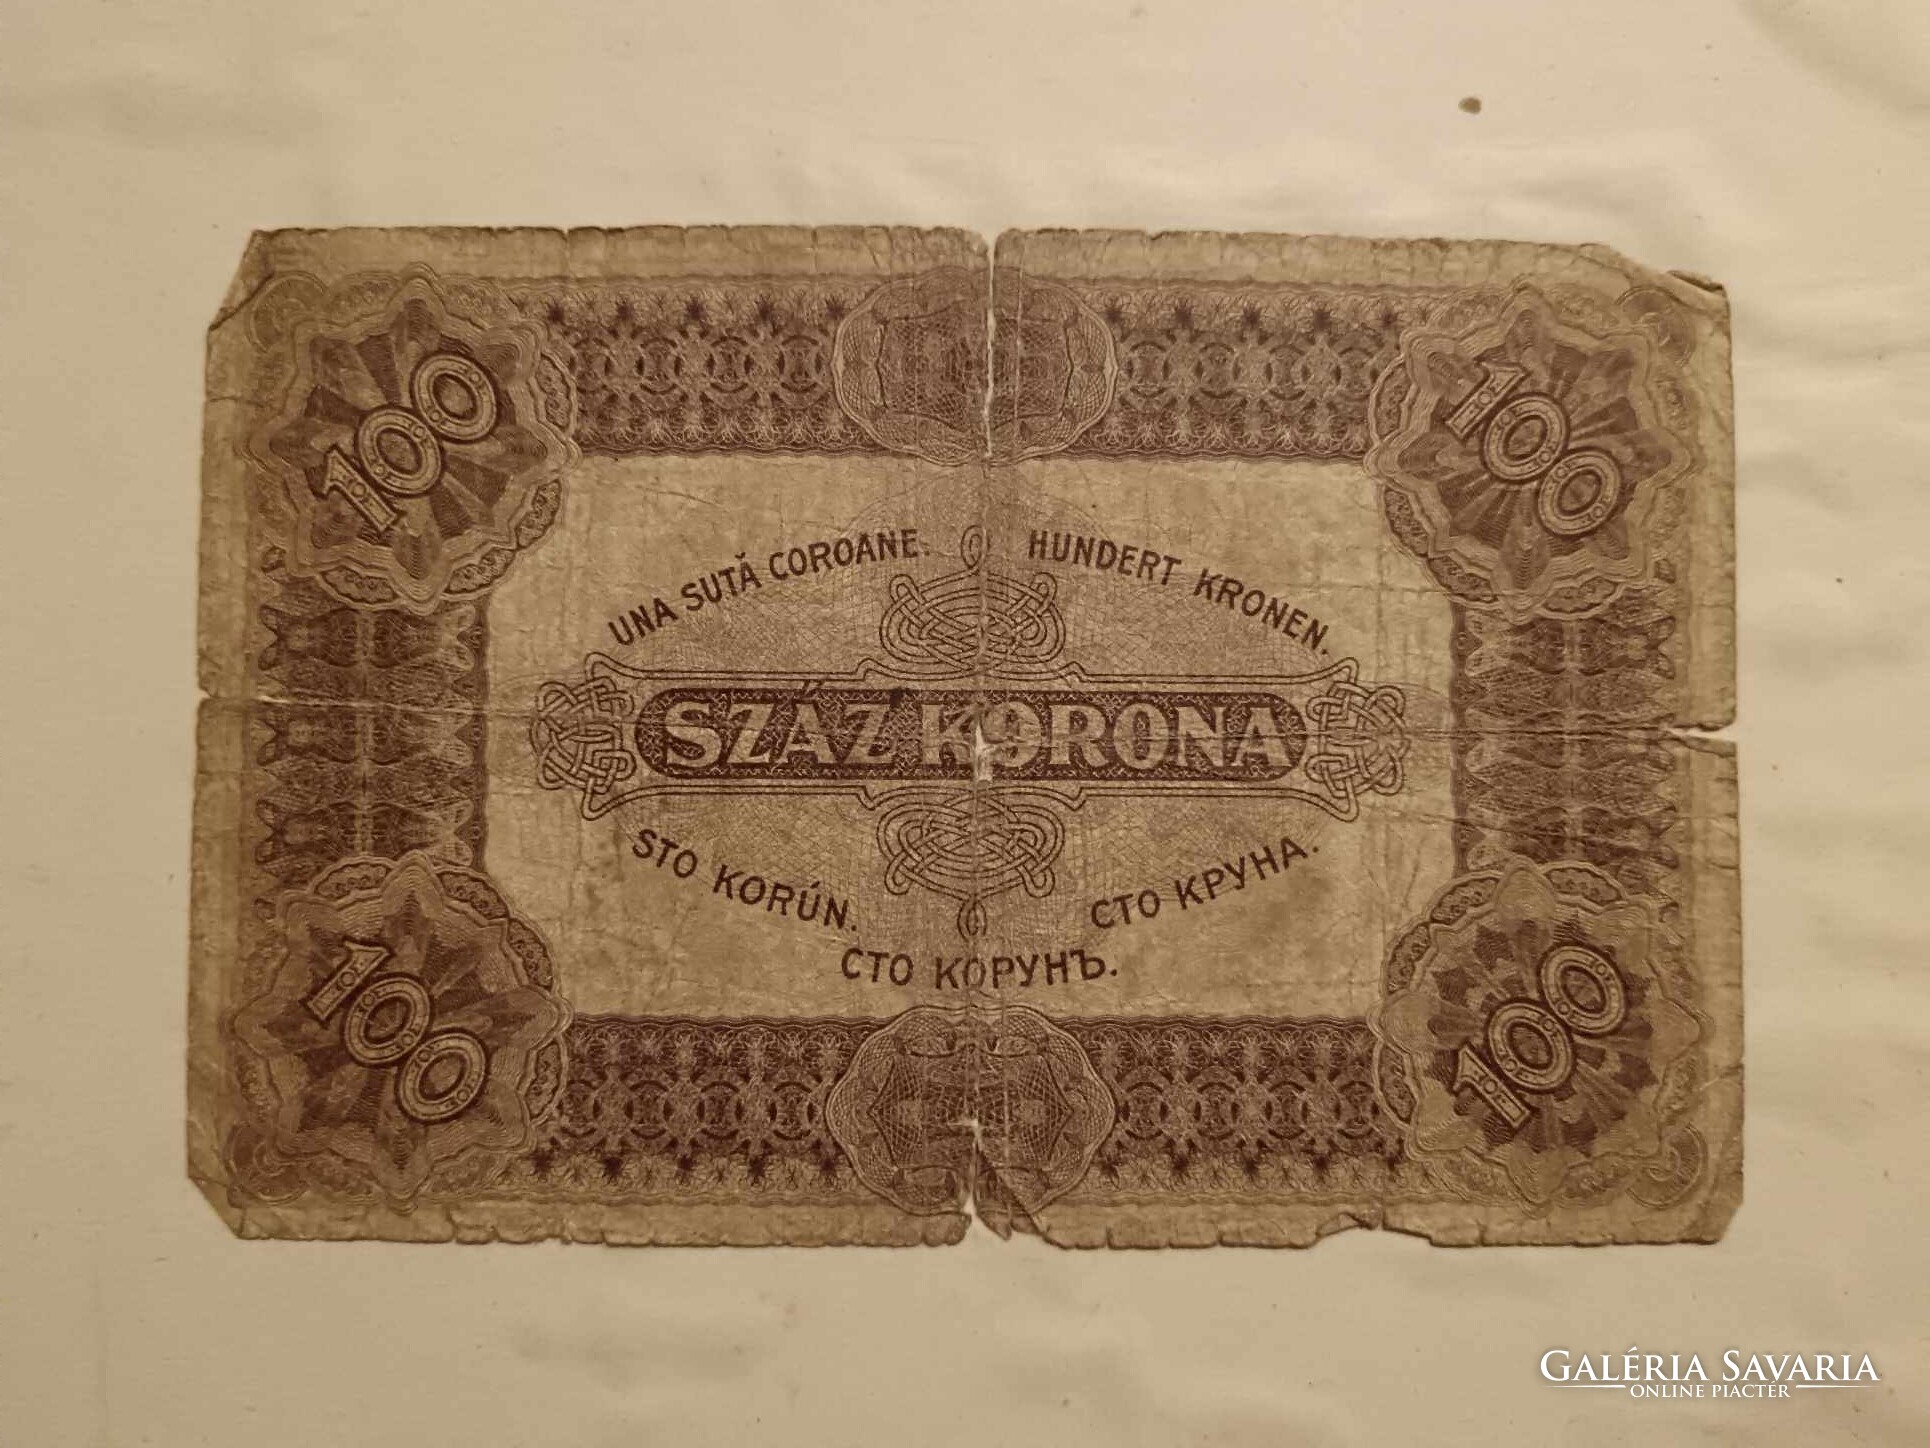 100
100
UNA SUTĂ COROANE.
HUNDERT KRONEN.
SZÁZ KORONA
STO KORÚN.
СТО КРУНА.
СТО КОРУНЪ.
100
100
GALÉRIA SAVARIA
ONLINE PIACTÉR